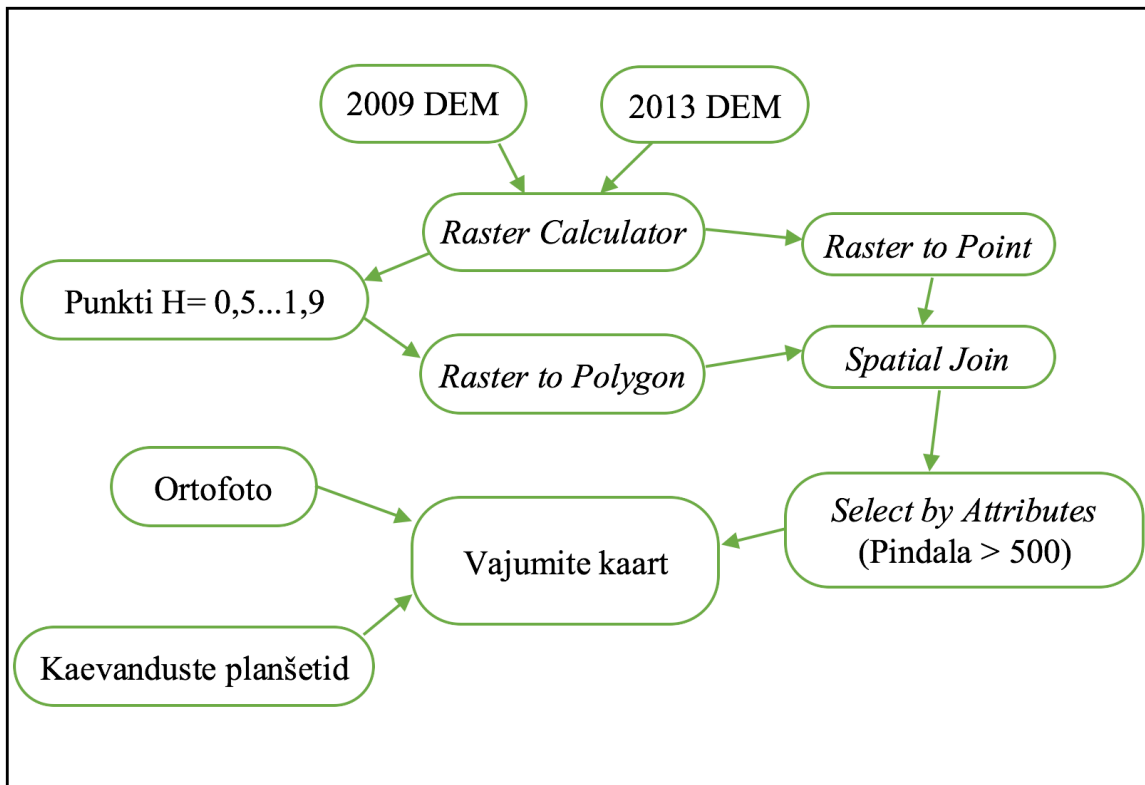 2009 DEM
2013 DEM
Raster Calculator
Raster to Point
Punkti H= 0,5...1,9
Raster to Polygon
Spatial Join
Ortofoto
Vajumite kaart
Select by Attributes
(Pindala > 500)
Kaevanduste planšetid